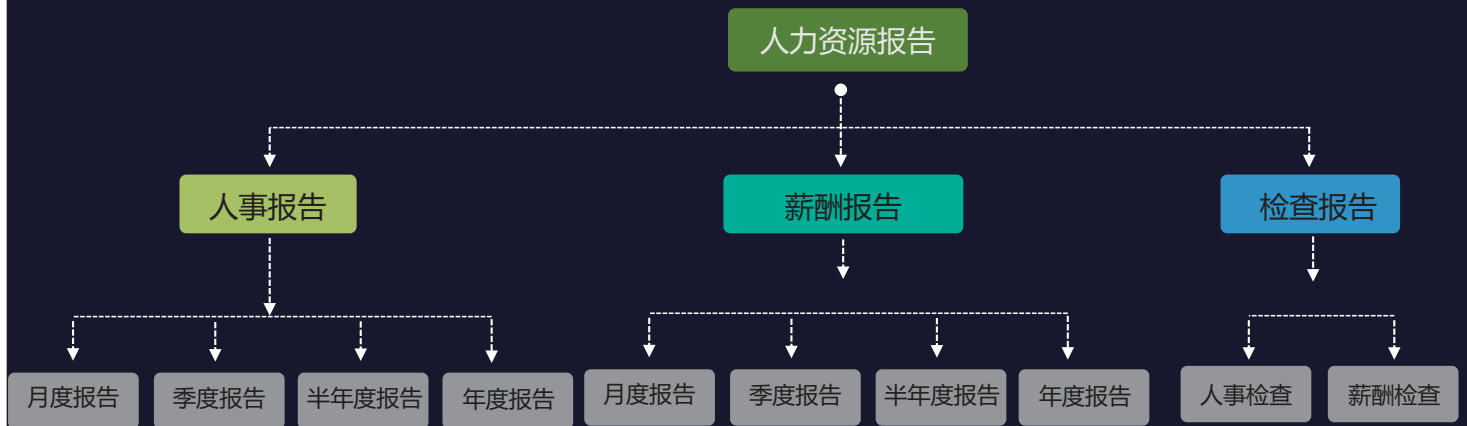 人力资源报告
人事报告
薪酬报告
检查报告
月度报告
季度报告
半年度报告
年度报告
月度报告
季度报告
半年度报告
年度报告
人事检查
薪酬检查